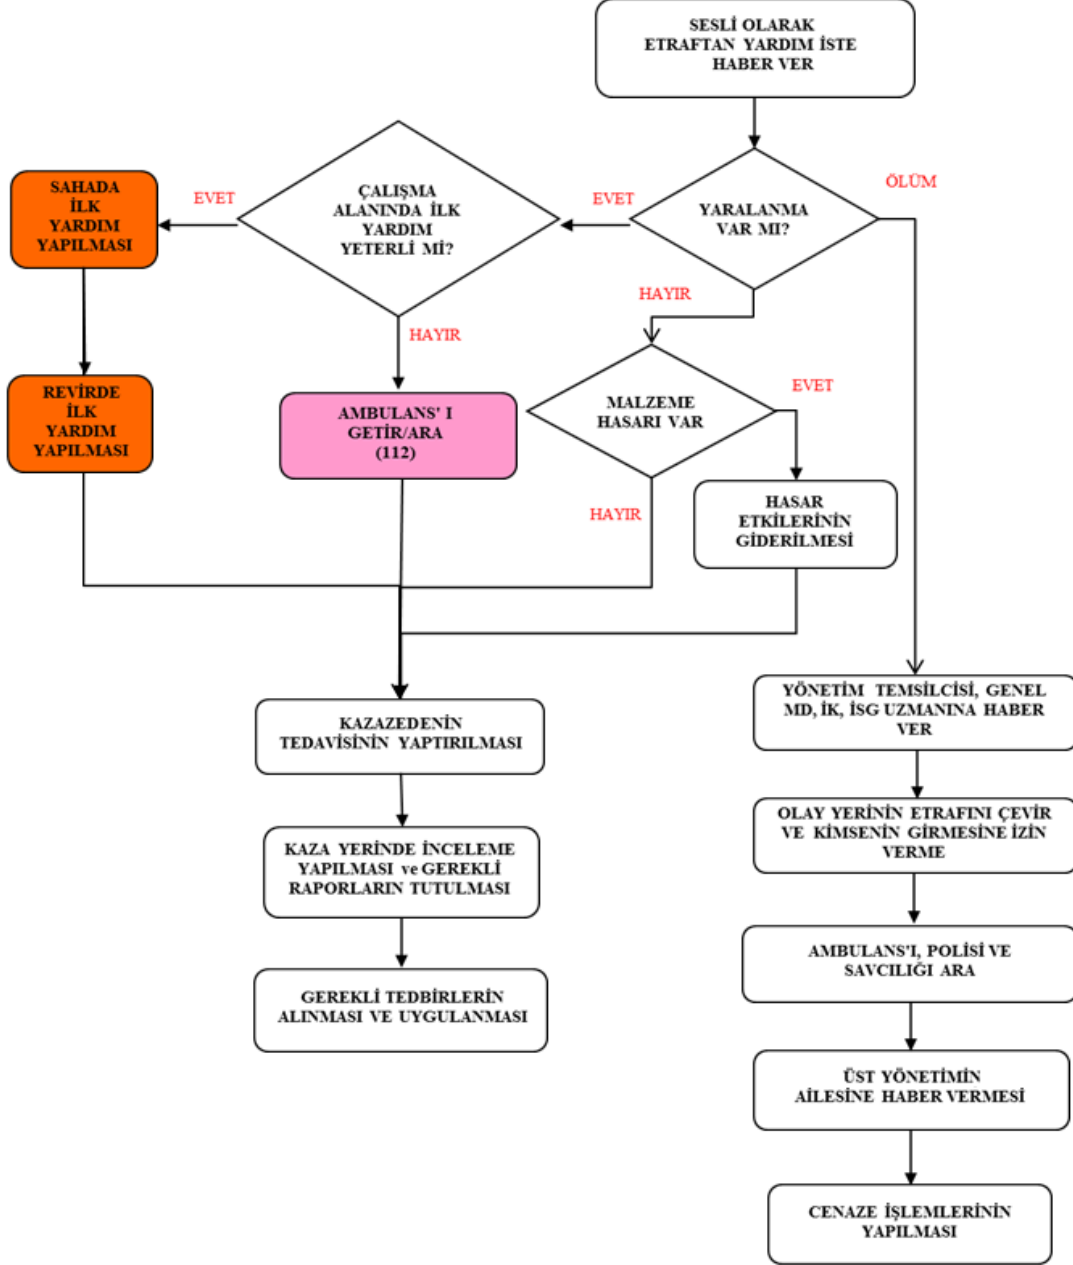 SESLİ OLARAK
ETRAFTAN YARDIM İSTE
HABER VER
ÖLÜM
YARALANMA
VAR MI?
EVET
ÇALIŞMA
ALANINDA İLK
YARDIM
YETERLİ Mİ?
EVET
SAHADA
İLK
YARDIM
YAPILMASI
HAYIR
HAYIR
REVİRDE
İLK
YARDIM
YAPILMASI
AMBULANS' I
GETİR/ARA
(112)
MALZEME
HASARI VAR
EVET
HAYIR
HASAR
ETKİLERİNİN
GİDERİLMESİ
KAZAZEDENİN
TEDAVİSİNİN YAPTIRILMASI
KAZA YERİNDE İNCELEME
YAPILMASI ve GEREKLİ
RAPORLARIN TUTULMASI
GEREKLİ TEDBİRLERİN
ALINMASI VE UYGULANMASI
YÖNETİM TEMSİLCİSİ, GENEL
MD, İK, İSG UZMANINA HABER
VER
OLAY YERİNİN ETRAFINI ÇEVİR
VE KİMSENİN GİRMESİNE İZİN
VERME
AMBULANS'I, POLİSİ VE
SAVCILIĞI ARA
ÜST YÖNETİMİN
AİLESİNE HABER VERMESİ
CENAZE İŞLEMLERİNİN
YAPILMASI